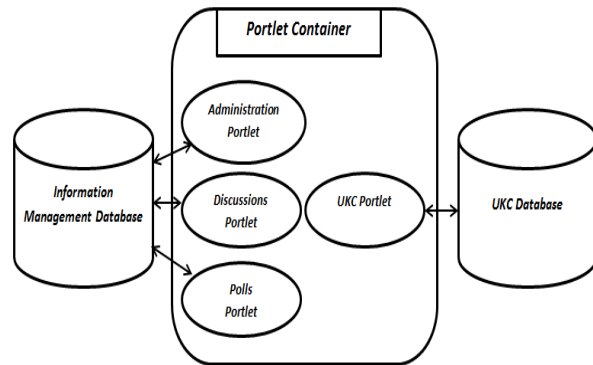 Portlet Container
Administration
Portlet
Information
Management Database
Discussions
Portlet
UKC Portlet
UKC Database
Polls
Portlet